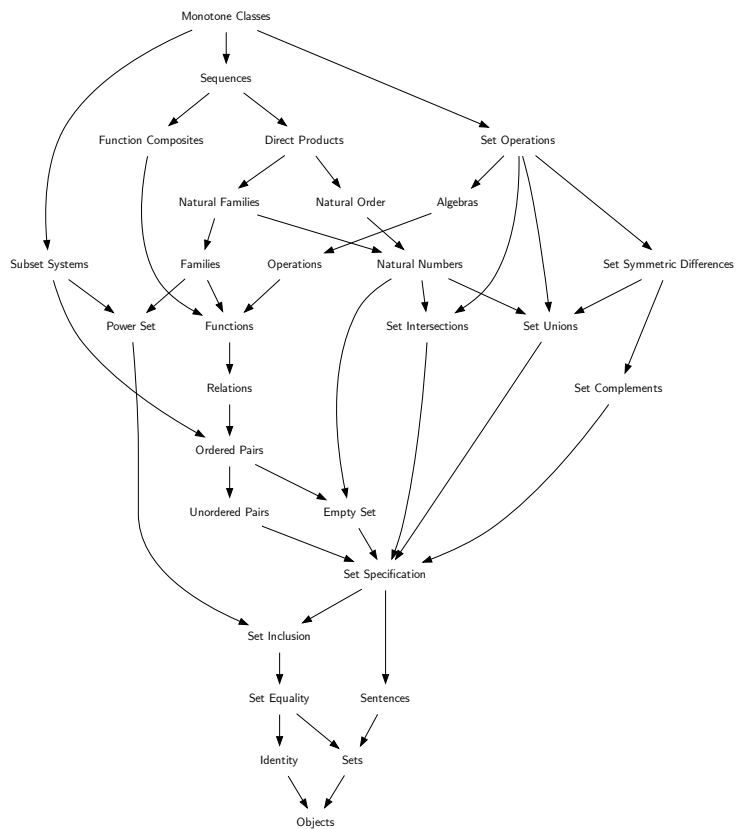 Monotone Classes
Sequences
Function Composites
Direct Products
Set Operations
Natural Families
Natural Order
Algebras
Subset Systems
Families
Operations
Natural Numbers
Set Symmetric Differences
Power Set
Functions
Set Intersections
Set Unions
Relations
Set Complements
Ordered Pairs
Unordered Pairs
Empty Set
Set Specification
Set Inclusion
Set Equality
Sentences
Identity
Sets
Objects